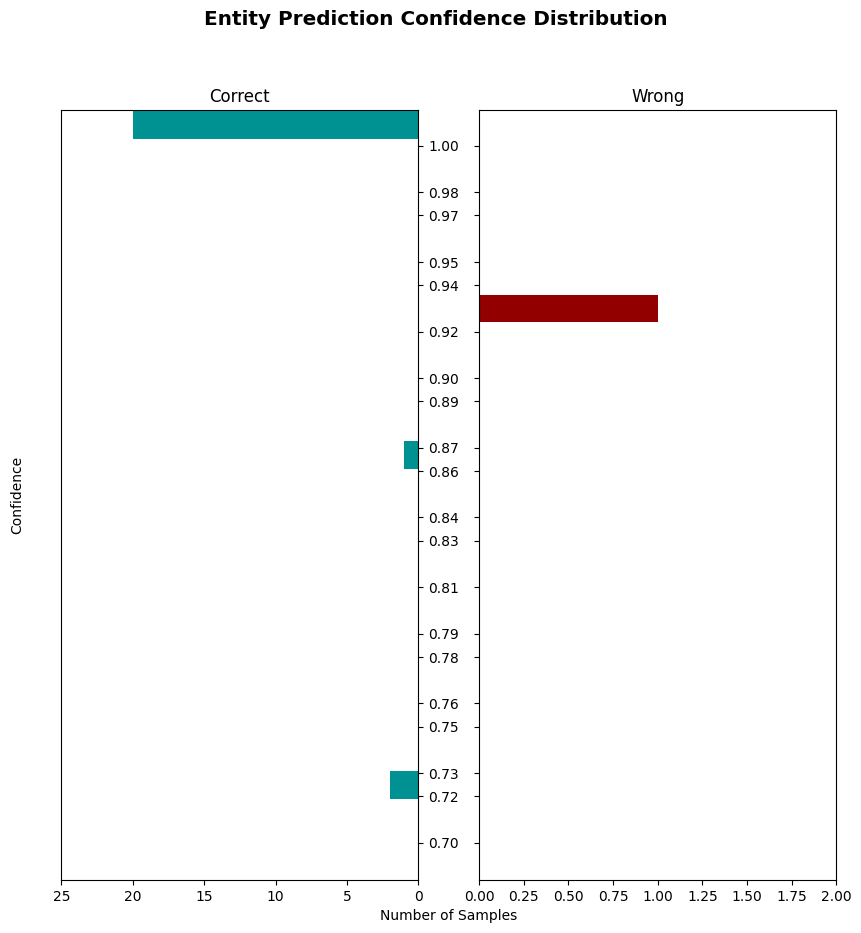 Entity Prediction Confidence Distribution
Correct
Wrong
1.00
0.98
0.97
0.95
0.94
0.92
0.90
0.89
0.87
0.86
0.84
0.83
0.81
0.79
0.78
0.76
0.75
0.73
0.72
0.70
Confidence
25 20 15 10 5 0
0.00 0.25 0.50 0.75 1.00 1.25 1.50 1.75 2.00
Number of Samples